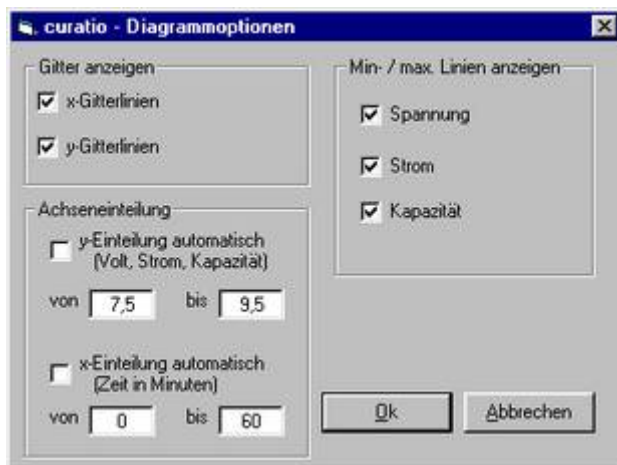 curatio - Diagrammoptionen
Gitter anzeigen
x-Gitterlinien
y-Gitterlinien
Achseneinteilung
y-Einteilung automatisch
(Volt, Strom, Kapazität)
von 7,5 bis 9,5
x-Einteilung automatisch
(Zeit in Minuten)
von 0 bis 60
Min- / max. Linien anzeigen
Spannung
Strom
Kapazität
Ok Abbrechen